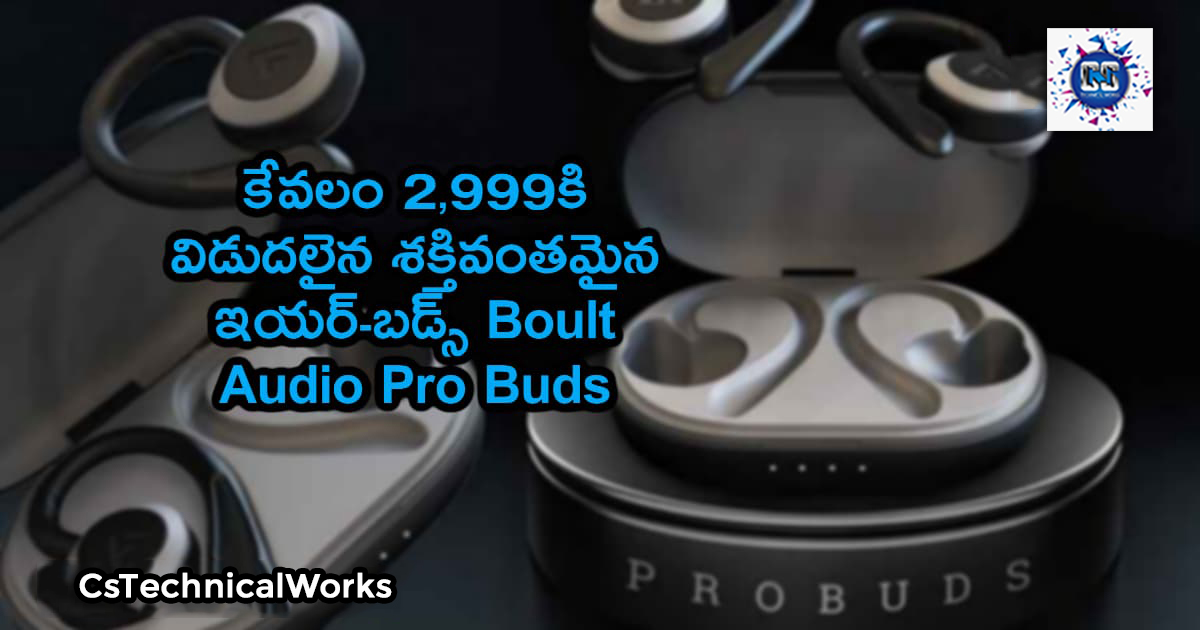 కేవలం 2,999కి
విడుదలైన శక్తివంతమైన
ఇయర్-బడ్స్ Boult
Audio Pro Buds
PROBUDS
CsTechnicalWorks